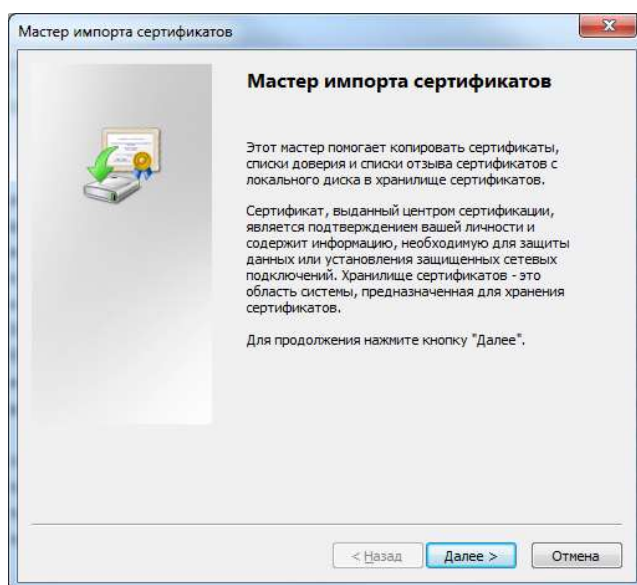 Мастер импорта сертификатов
Мастер импорта сертификатов
Этот мастер помогает копировать сертификаты,
списки доверия и списки отзыва сертификатов с
локального диска в хранилище сертификатов.
Сертификат, выданный центром сертификации,
является подтверждением вашей личности и
содержит информацию, необходимую для защиты
данных или установления защищенных сетевых
подключений. Хранилище сертификатов - это
область системы, предназначенная для хранения
сертификатов.
Для продолжения нажмите кнопку "Далее".
< Назад Далее > Отмена